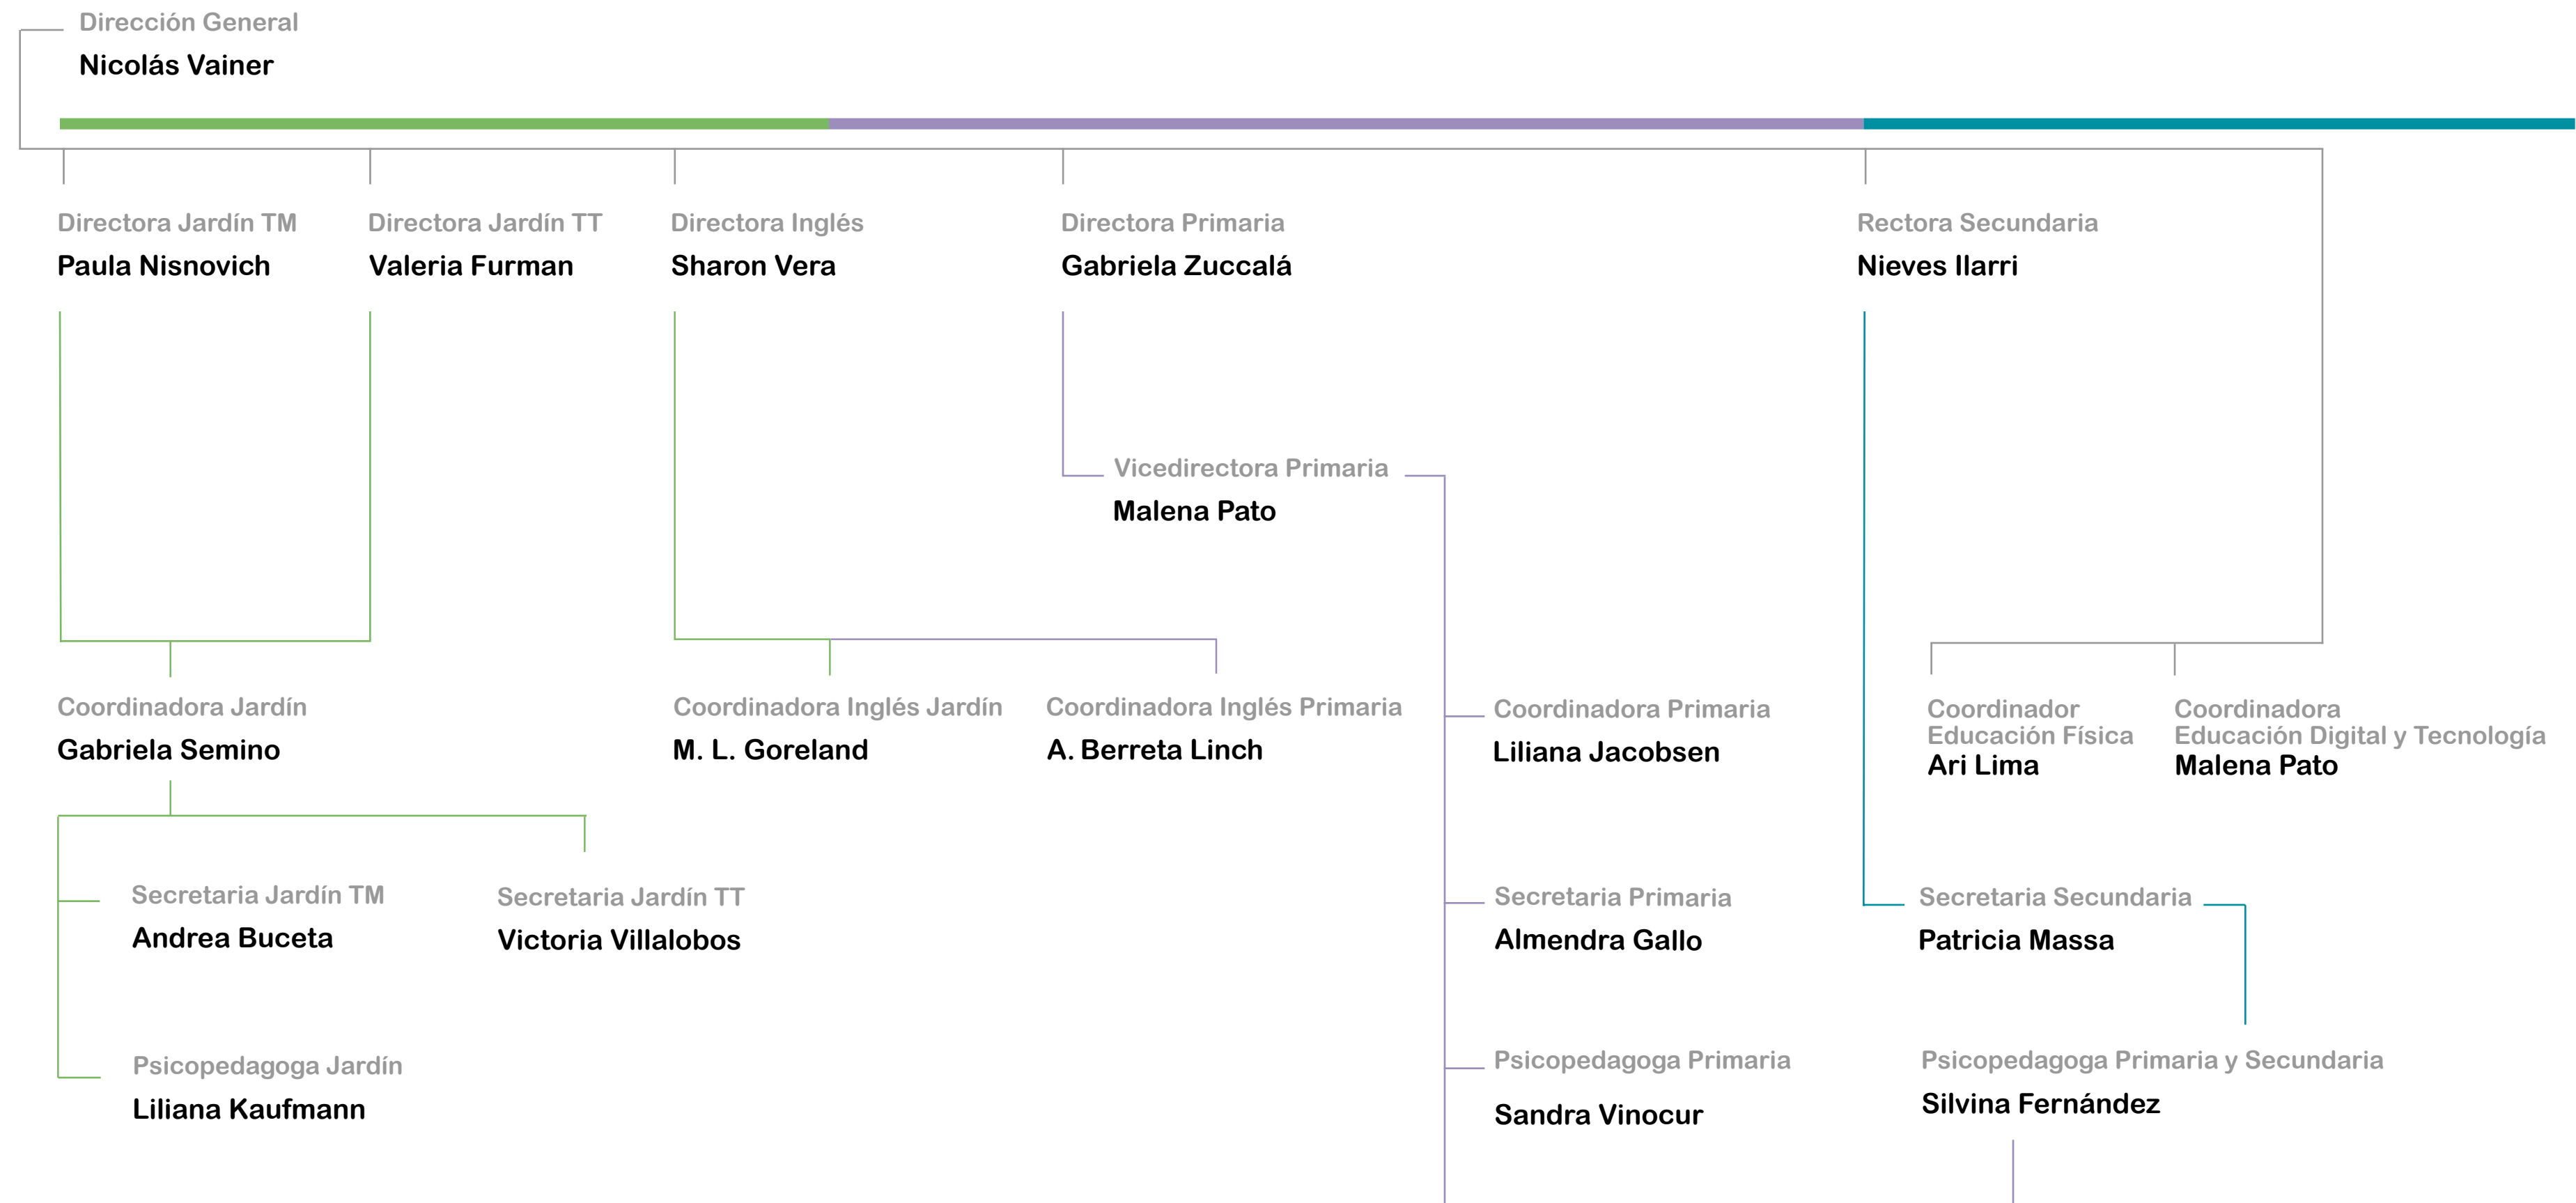 Dirección General
Nicolás Vainer
Directora Jardín TM
Paula Nisnovich
Directora Jardín TT
Valeria Furman
Directora Inglés
Sharon Vera
Directora Primaria
Gabriela Zuccalá
Rectora Secundaria
Nieves Ilarri
Vicedirectora Primaria
Malena Pato
Coordinadora Jardín
Gabriela Semino
Coordinadora Inglés Jardín
M. L. Goreland
Coordinadora Inglés Primaria
A. Berreta Linch
Coordinadora Primaria
Liliana Jacobsen
Coordinador
Educación Física
Ari Lima
Coordinadora
Educación Digital y Tecnología
Malena Pato
Secretaria Jardín TM
Andrea Buceta
Secretaria Jardín TT
Victoria Villalobos
Secretaria Primaria
Almendra Gallo
Secretaria Secundaria
Patricia Massa
Psicopedagoga Jardín
Liliana Kaufmann
Psicopedagoga Primaria
Sandra Vinocur
Psicopedagoga Primaria y Secundaria
Silvina Fernández